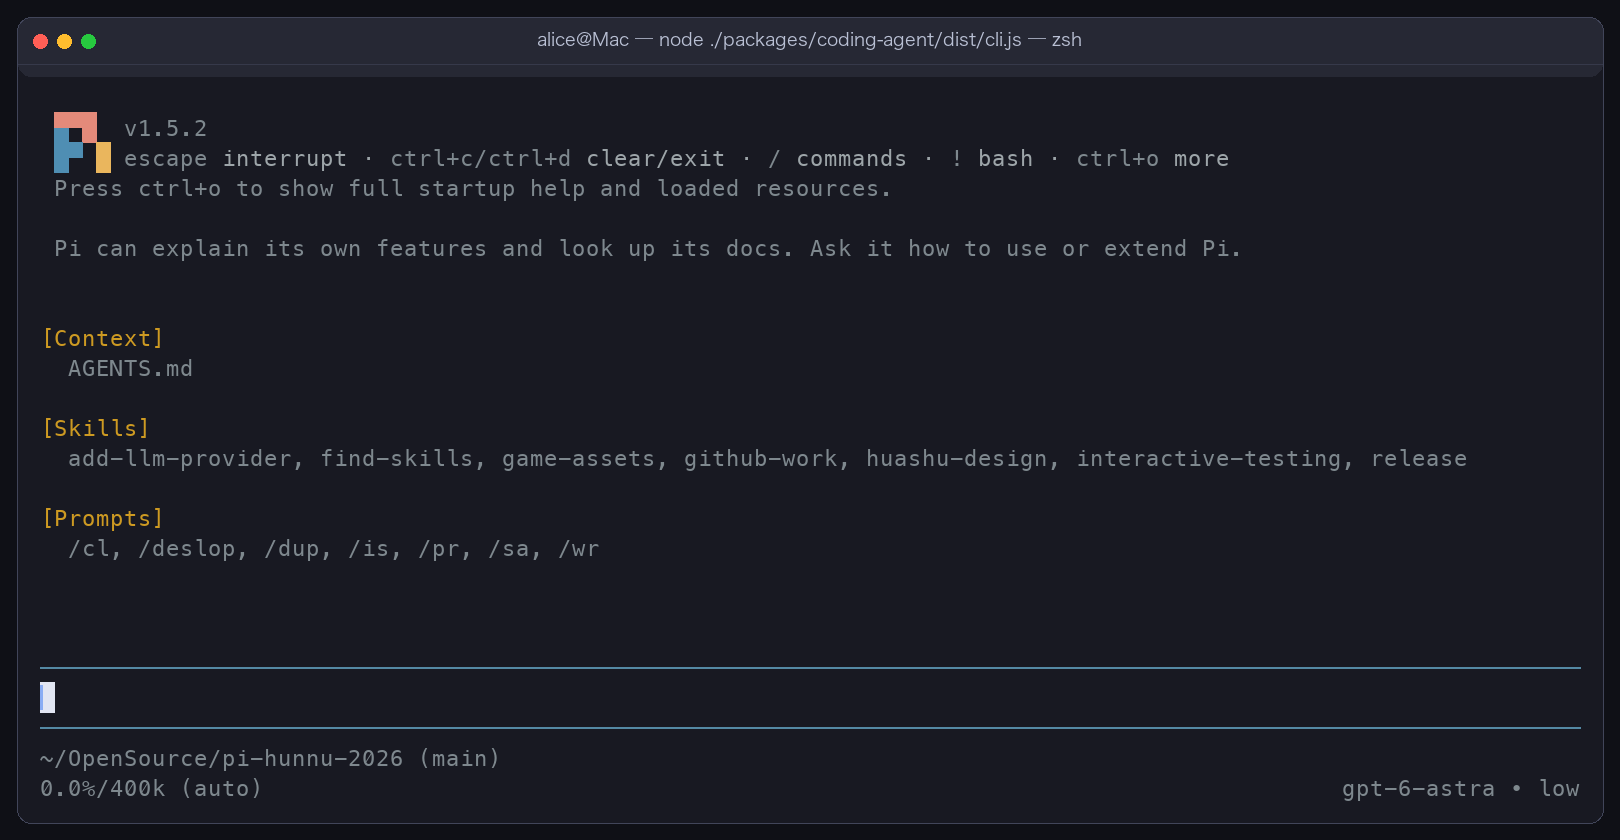 alice@Mac — node ./packages/coding-agent/dist/cli.js — zsh
v1.5.2
escape interrupt · ctrl+c/ctrl+d clear/exit · / commands · ! bash · ctrl+o more
Press ctrl+o to show full startup help and loaded resources.
Pi can explain its own features and look up its docs. Ask it how to use or extend Pi.
[Context]
AGENTS.md
[Skills]
add-llm-provider, find-skills, game-assets, github-work, huashu-design, interactive-testing, release
[Prompts]
/cl, /deslop, /dup, /is, /pr, /sa, /wr
~/OpenSource/pi-hunnu-2026 (main)
0.0%/400k (auto) gpt-6-astra • low